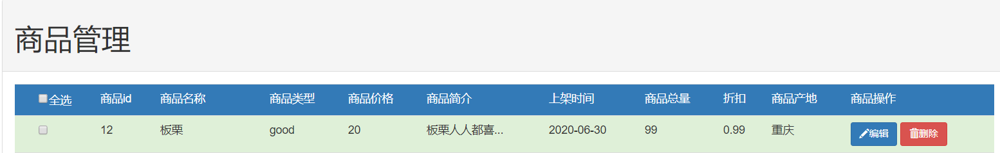 商品管理
全选 商品id 商品名称 商品类型 商品价格 商品简介 上架时间 商品总量 折扣 商品产地 商品操作
12 板栗 good 20 板栗人人都喜... 2020-06-30 99 0.99 重庆 编辑 删除